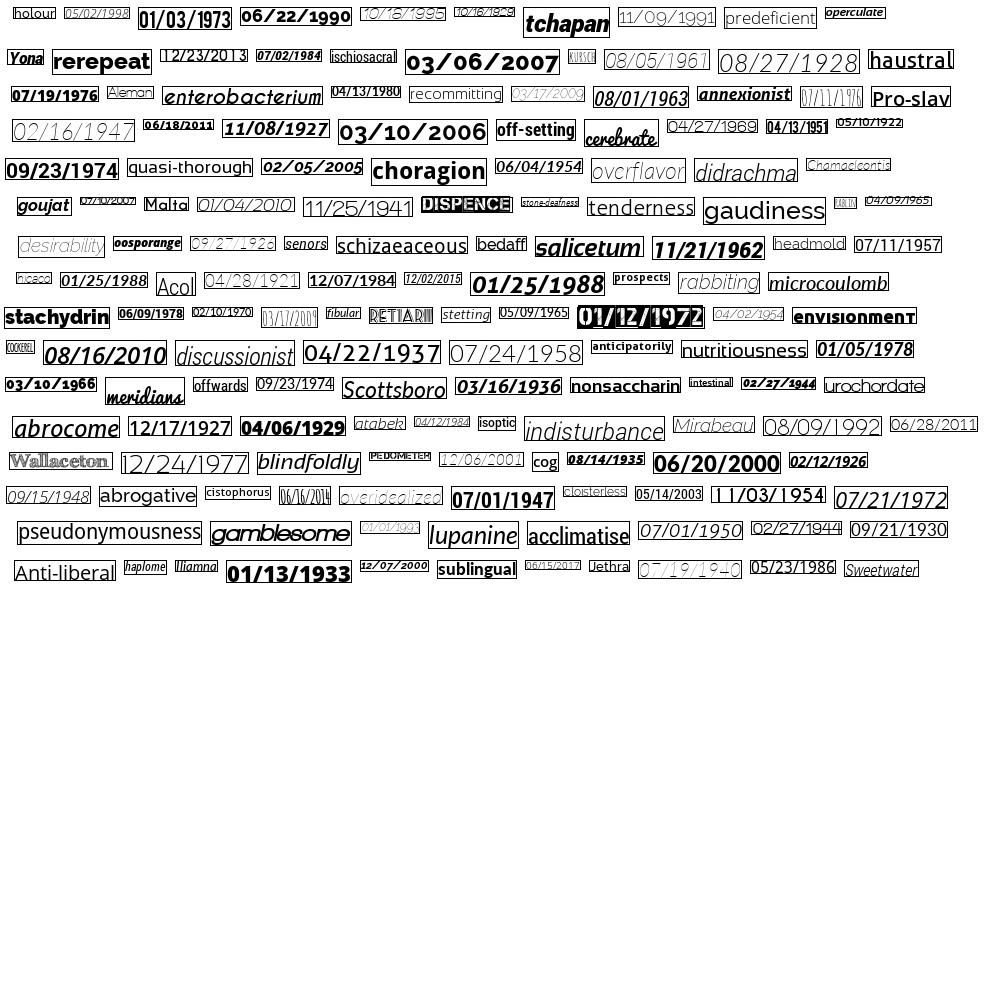 holour 05/02/1998 01/03/1973 06/22/1990 10/18/1995 10/16/1929 tchapan 11/09/1991 predeficient operculate
Yona rerepeat 12/23/2013 07/02/1984 ischiosacral 03/06/2007 KURSCH 08/05/1961 08/27/1928 haustral
07/19/1976 Aleman enterobacterium 04/13/1980 recommitting 03/17/2009 08/01/1963 annexionist 07/11/1976 Pro-slav
02/16/1947 06/18/2011 11/08/1927 03/10/2006 off-setting cerebrate 04/27/1969 04/13/1951 05/10/1922
09/23/1974 quasi-thorough 02/05/2005 choragion 06/04/1954 overflavor didrachma Chamaeleontis
goujat 07/10/2007 Malta 01/04/2010 11/25/1941 DISPENCE stone-deafness tenderness gaudiness RABLIN 04/09/1965
desirability oosporange 09/27/1926 senors schizaeaceous bedaff salicetum 11/21/1962 headmold 07/11/1957
hicaco 01/25/1988 Acol 04/28/1921 12/07/1984 12/02/2015 01/25/1988 prospects rabbiting microcoulomb
stachydrin 06/09/1978 02/10/1970 03/17/2009 fibular RETIARII stetting 05/09/1965 01/12/1972 04/02/1954 envisionment
COCKEREL 08/16/2010 discussionist 04/22/1937 07/24/1958 anticipatorily nutritiousness 01/05/1978
03/10/1966 meridians offwards 09/23/1974 Scottsboro 03/16/1936 nonsaccharin intestinal 02/27/1944 urochordate
abrocome 12/17/1927 04/06/1929 atabek 04/12/1984 isoptic indisturbance Mirabeau 08/09/1992 06/28/2011
Wallaceton 12/24/1977 blindfoldly PEDOMETER 12/06/2001 cog 08/14/1935 06/20/2000 02/12/1926
09/15/1948 abrogative cistophorus 06/16/2014 overidealized 07/01/1947 cloisterless 05/14/2003 11/03/1954 07/21/1972
pseudonymousness gamblesome 01/01/1993 lupanine acclimatise 07/01/1950 02/27/1944 09/21/1930
Anti-liberal haplome Iliamna 01/13/1933 12/07/2000 sublingual 06/15/2017 Jethra 07/19/1940 05/23/1986 Sweetwater